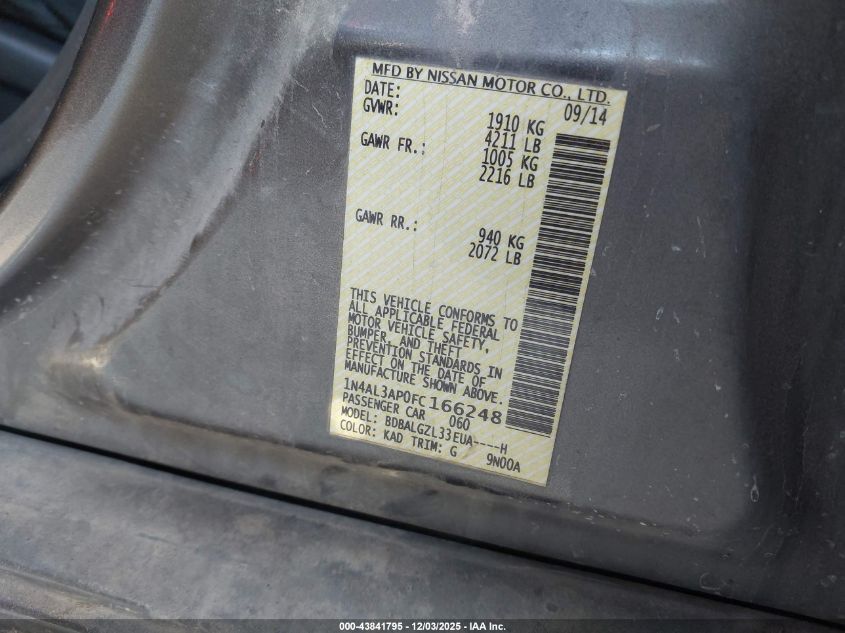 MFD BY NISSAN MOTOR CO., LTD.
DATE: 09/14
GVWR: 1910 KG
4211 LB
GAWR FR.: 1005 KG
2216 LB
GAWR RR.: 940 KG
2072 LB
THIS VEHICLE CONFORMS TO
ALL APPLICABLE FEDERAL
MOTOR VEHICLE SAFETY,
BUMPER, AND THEFT
PREVENTION STANDARDS IN
EFFECT ON THE DATE OF
MANUFACTURE SHOWN ABOVE.
1N4AL3AP0FC166248
PASSENGER CAR 060
MODEL: BDBALGZL33EUA----H
COLOR: KAD TRIM: G 9N00A
000-43841795 - 12/03/2025 - IAA Inc.